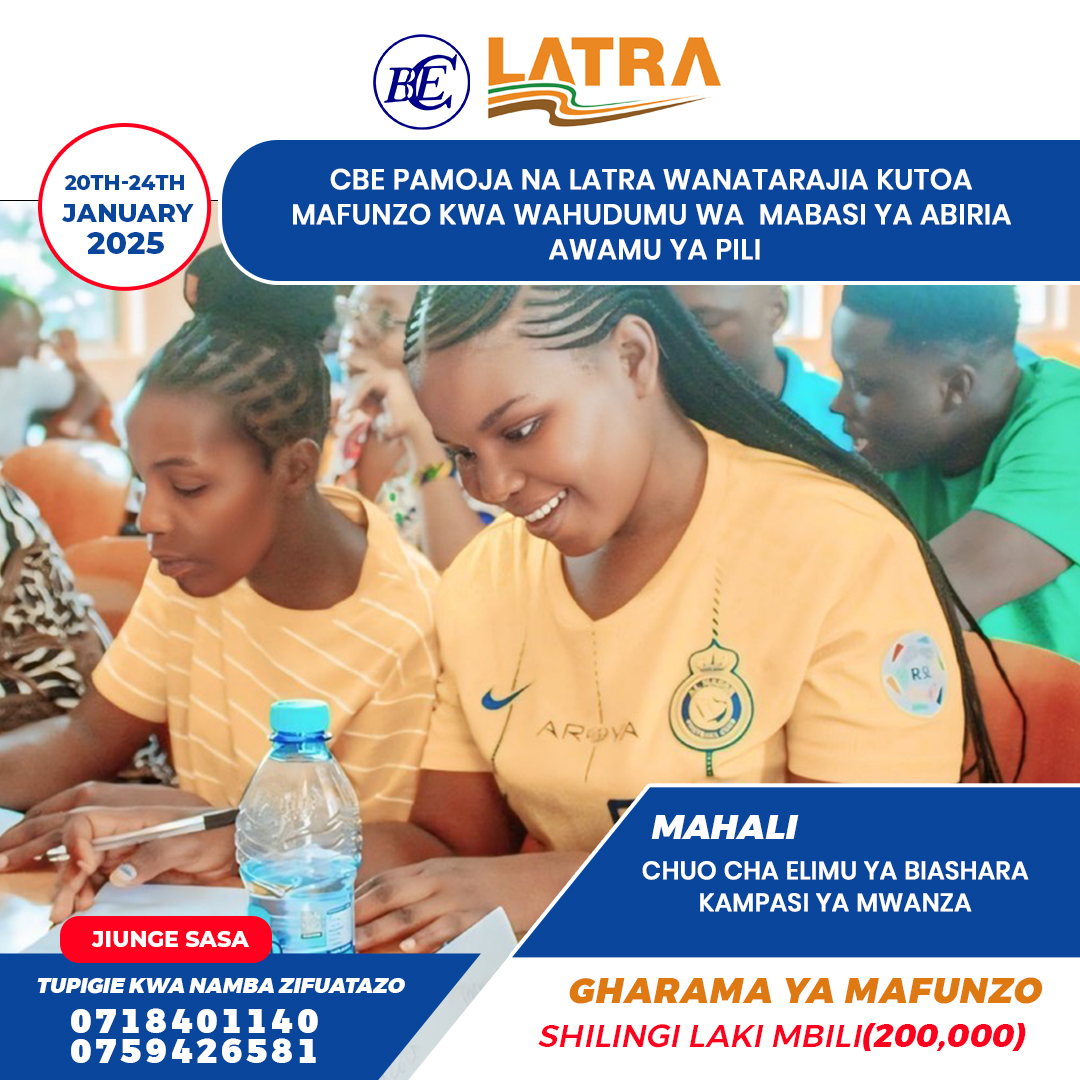 BEC
LATRA
20TH-24TH
JANUARY
2025
CBE PAMOJA NA LATRA WANATARAJIA KUTOA
MAFUNZO KWA WAHUDUMU WA MABASI YA ABIRIA
AWAMU YA PILI
AROYA
MAHALI
CHUO CHA ELIMU YA BIASHARA
KAMPASI YA MWANZA
JIUNGE SASA
TUPIGIE KWA NAMBA ZIFUATAZO
0718401140
0759426581
GHARAMA YA MAFUNZO
SHILINGI LAKI MBILI(200,000)